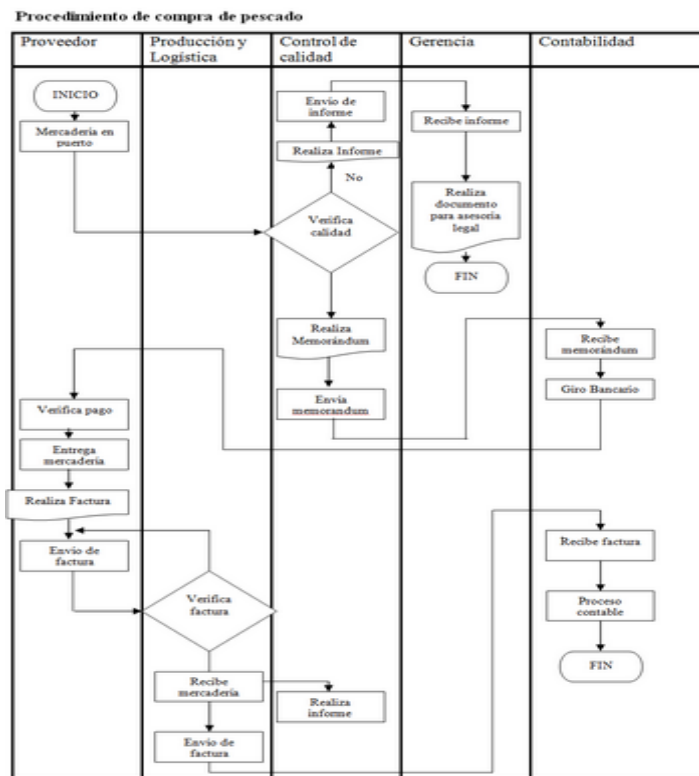 Procedimiento de compra de pescado
Proveedor
Producción y
Logística
Control de
calidad
Gerencia
Contabilidad
INICIO
Mercadería en
puerto
Envío de
informe
Realiza Informe
No
Verifica
calidad
Recibe informe
Realiza
documento
para asesoría
legal
FIN
Realiza
Memorándum
Envía
memorandum
Recibe
memorándum
Giro Bancario
Verifica pago
Entrega
mercadería
Realiza Factura
Envío de
factura
Verifica
factura
Recibe
mercadería
Envío de
factura
Realiza
informe
Recibe factura
Proceso
contable
FIN